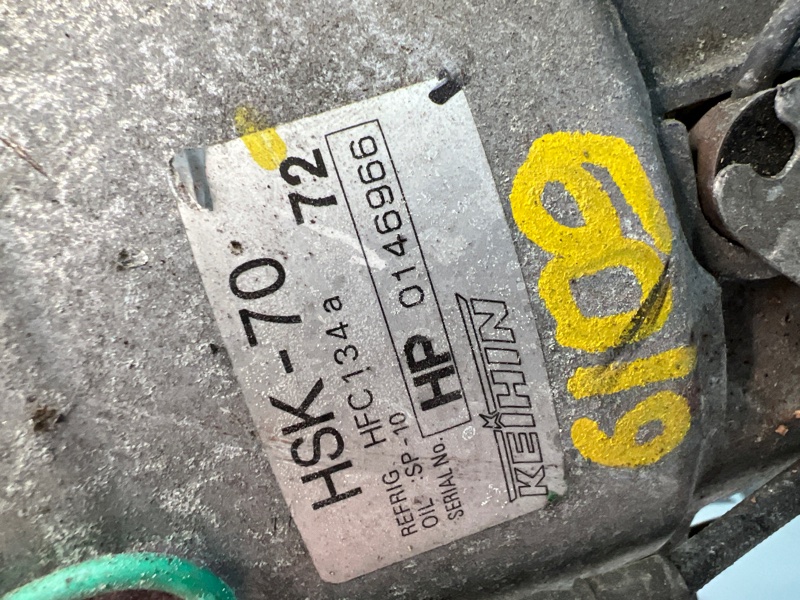 HSK-70
72
REFRIG. HFC134a
OIL :SP-10
SERIAL No. HP 0146966
KEIHIN
6109